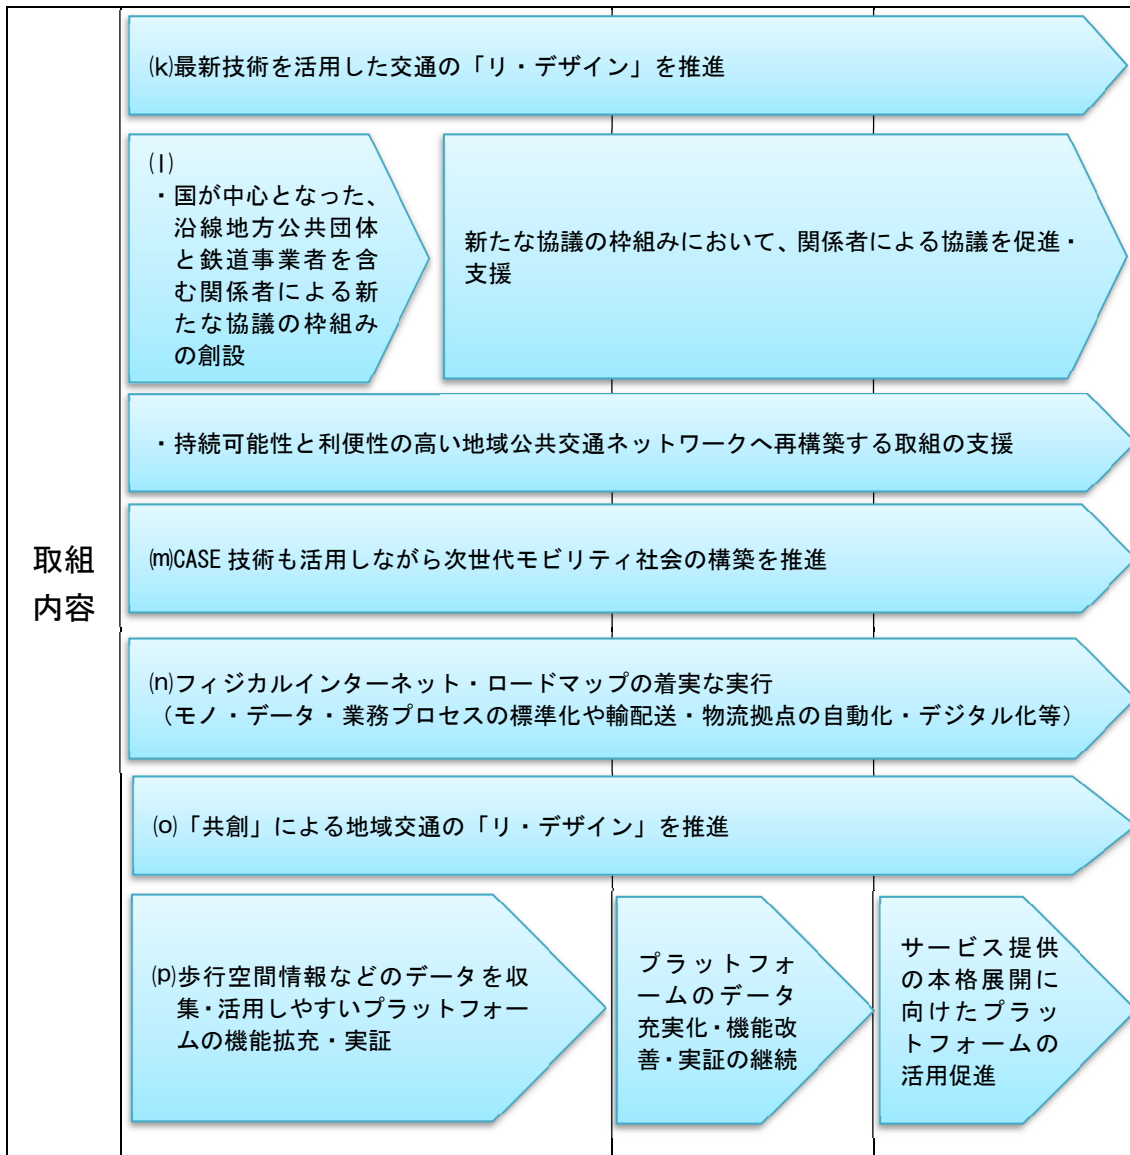 取組
内容
⒦最新技術を活用した交通の「リ・デザイン」を推進
⒧
・国が中心となった、
沿線地方公共団体
と鉄道事業者を含
む関係者による新
たな協議の枠組み
の創設
新たな協議の枠組みにおいて、関係者による協議を促進・
支援
・持続可能性と利便性の高い地域公共交通ネットワークへ再構築する取組の支援
⒨CASE 技術も活用しながら次世代モビリティ社会の構築を推進
⒩フィジカルインターネット・ロードマップの着実な実行
（モノ・データ・業務プロセスの標準化や輸配送・物流拠点の自動化・デジタル化等）
⒪「共創」による地域交通の「リ・デザイン」を推進
⒫歩行空間情報などのデータを収
集・活用しやすいプラットフォー
ムの機能拡充・実証
プラットフォ
ームのデータ
充実化・機能改
善・実証の継続
サービス提供
の本格展開に
向けたプラッ
トフォームの
活用促進